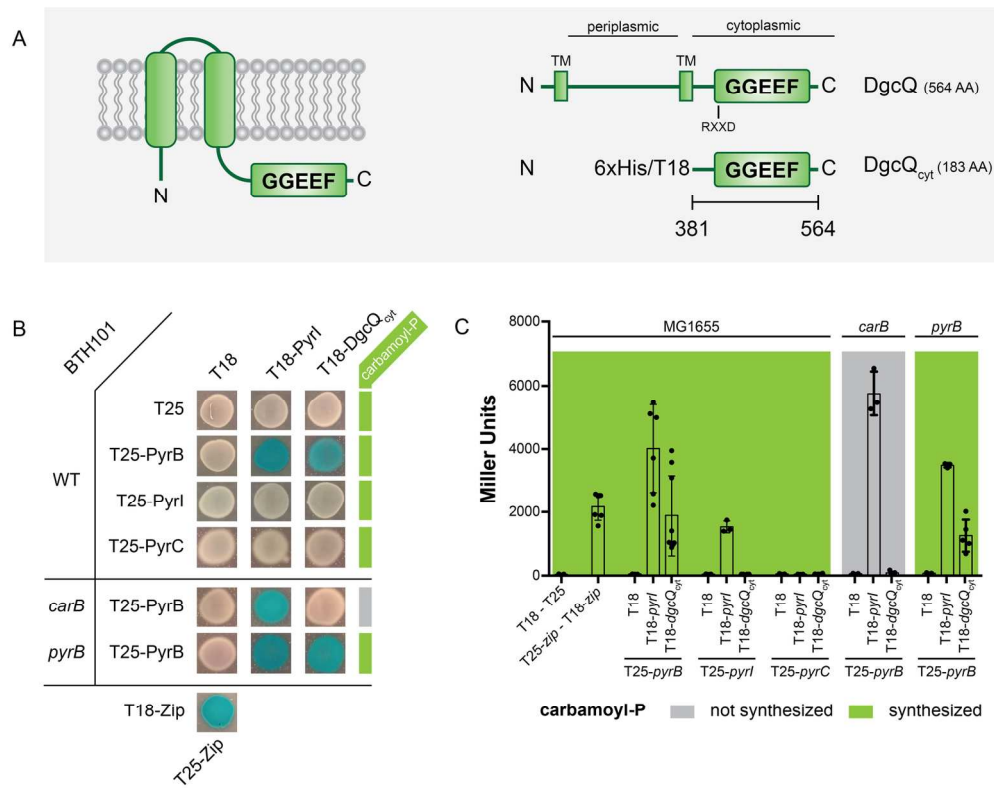 A
N
GGEEF
C
periplasmic
cytoplasmic
TM
TM
N
GGEEF
C
DgcQ (564 AA)
RXXD
N
6xHis/T18
GGEEF
C
DgcQcyt (183 AA)
381
564
B
BTH101
T18
T18-PyrI
T18-DgcQcyt
carbamoyl-P
WT
T25
T25-PyrB
T25-PyrI
T25-PyrC
carB
T25-PyrB
pyrB
T25-PyrB
T18-Zip
T25-Zip
C
MG1655
carB
pyrB
Miller Units
8000
6000
4000
2000
0
T18 - T25
T25-zip - T18-zip
T18
T18-pyrI
T18-dgcQcyt
T18
T18-pyrI
T18-dgcQcyt
T18
T18-pyrI
T18-dgcQcyt
T18
T18-pyrI
T18-dgcQcyt
T18
T18-pyrI
T18-dgcQcyt
T25-pyrB
T25-pyrI
T25-pyrC
T25-pyrB
T25-pyrB
carbamoyl-P
not synthesized
synthesized